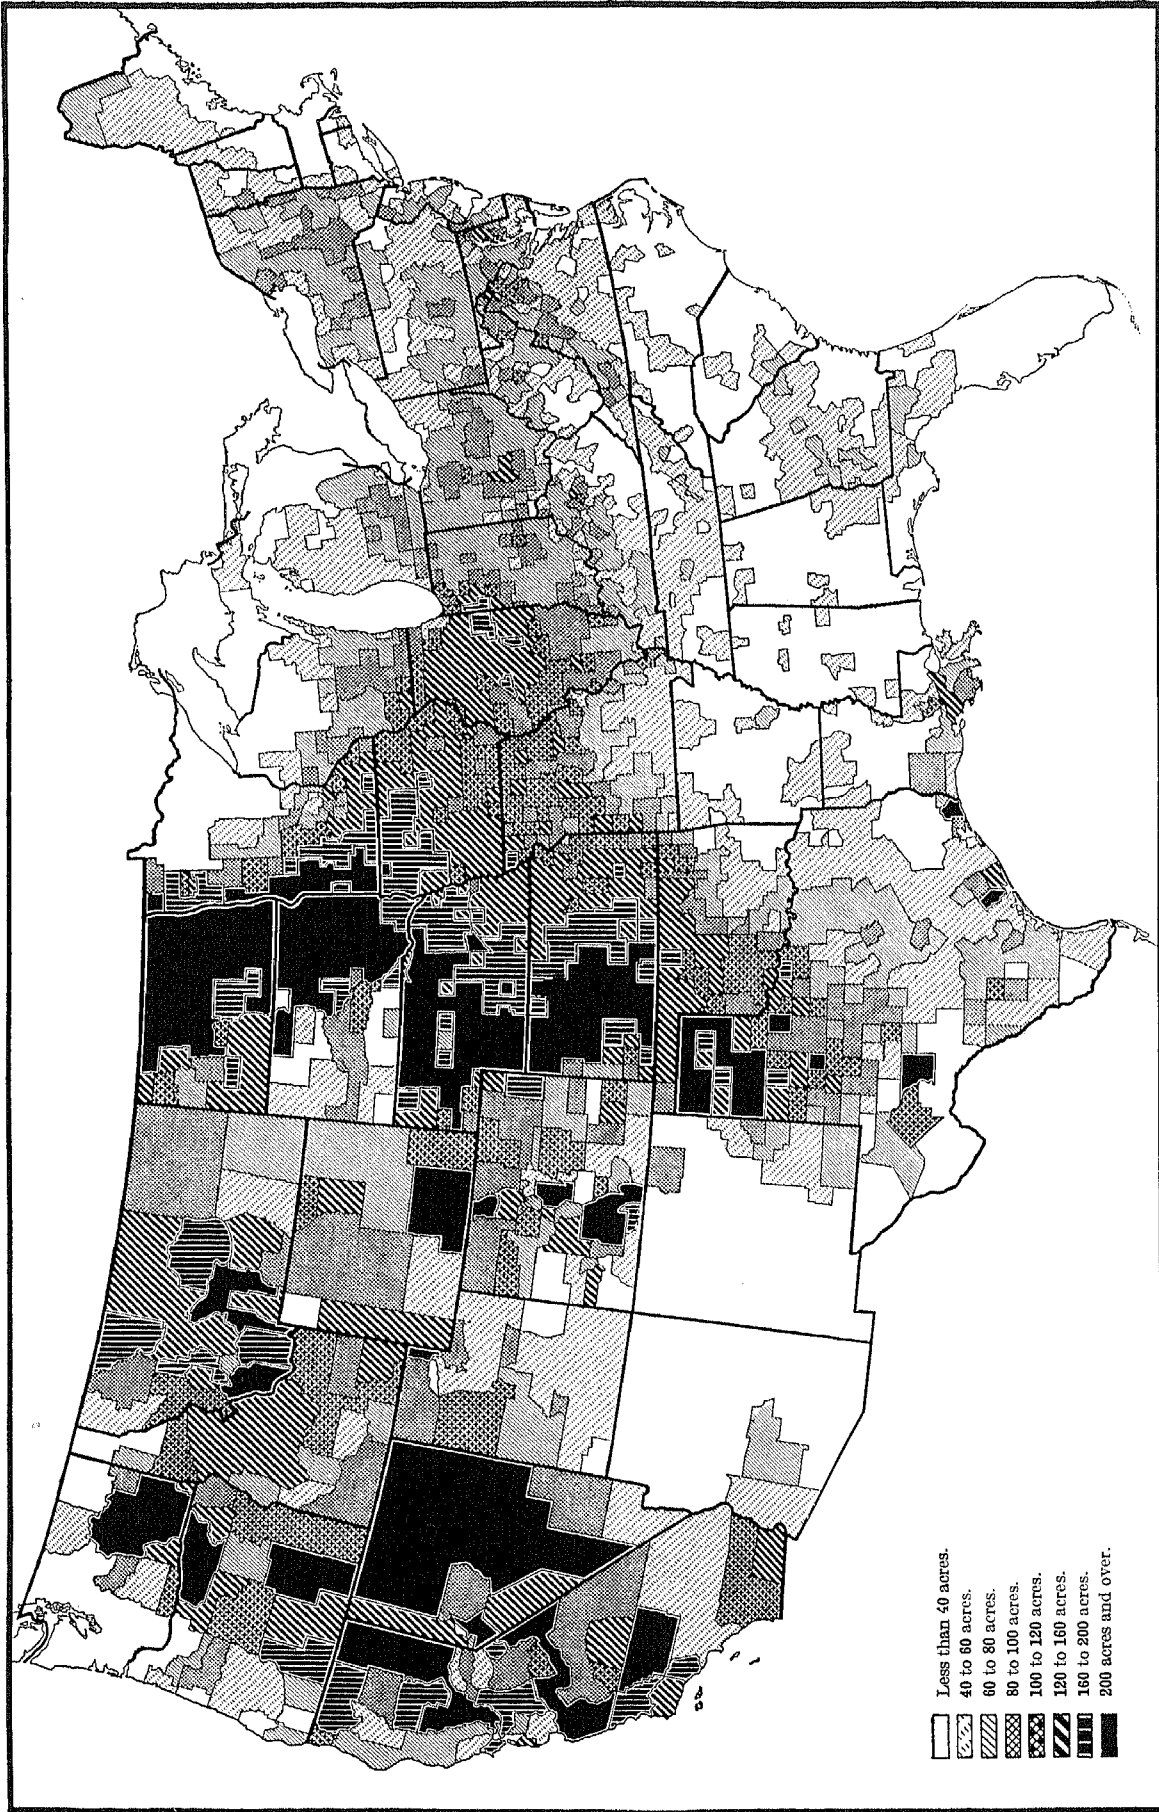 Less than 40 acres.
40 to 60 acres.
60 to 80 acres.
80 to 100 acres.
100 to 120 acres.
120 to 160 acres.
160 to 200 acres.
200 acres and over.